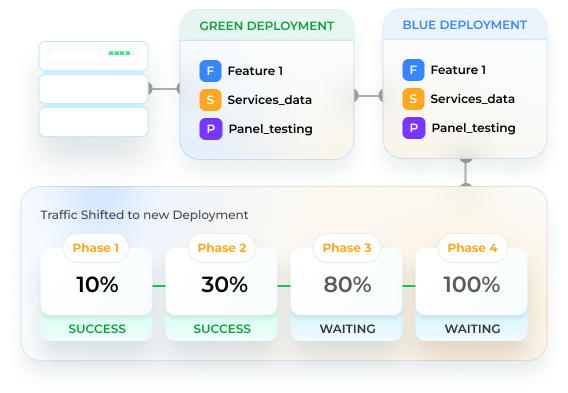 GREEN DEPLOYMENT
F Feature 1
S Services_data
P Panel_testing
BLUE DEPLOYMENT
F Feature 1
S Services_data
P Panel_testing
Traffic Shifted to new Deployment
Phase 1
10%
SUCCESS
Phase 2
30%
SUCCESS
Phase 3
80%
WAITING
Phase 4
100%
WAITING